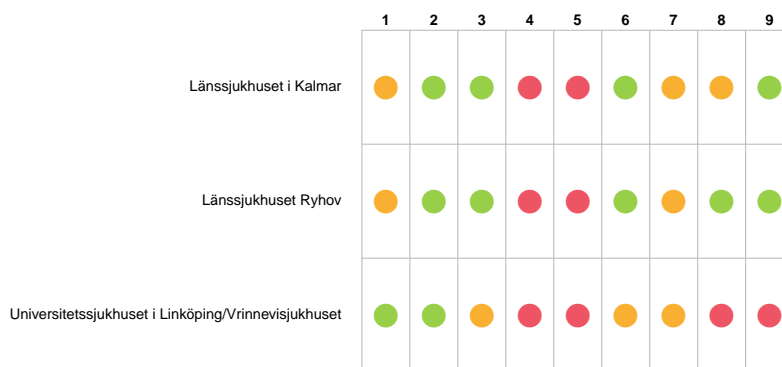 1 2 3 4 5 6 7 8 9
Länssjukhuset i Kalmar
Länssjukhuset Ryhov
Universitetssjukhuset i Linköping/Vrinnevisjukhuset